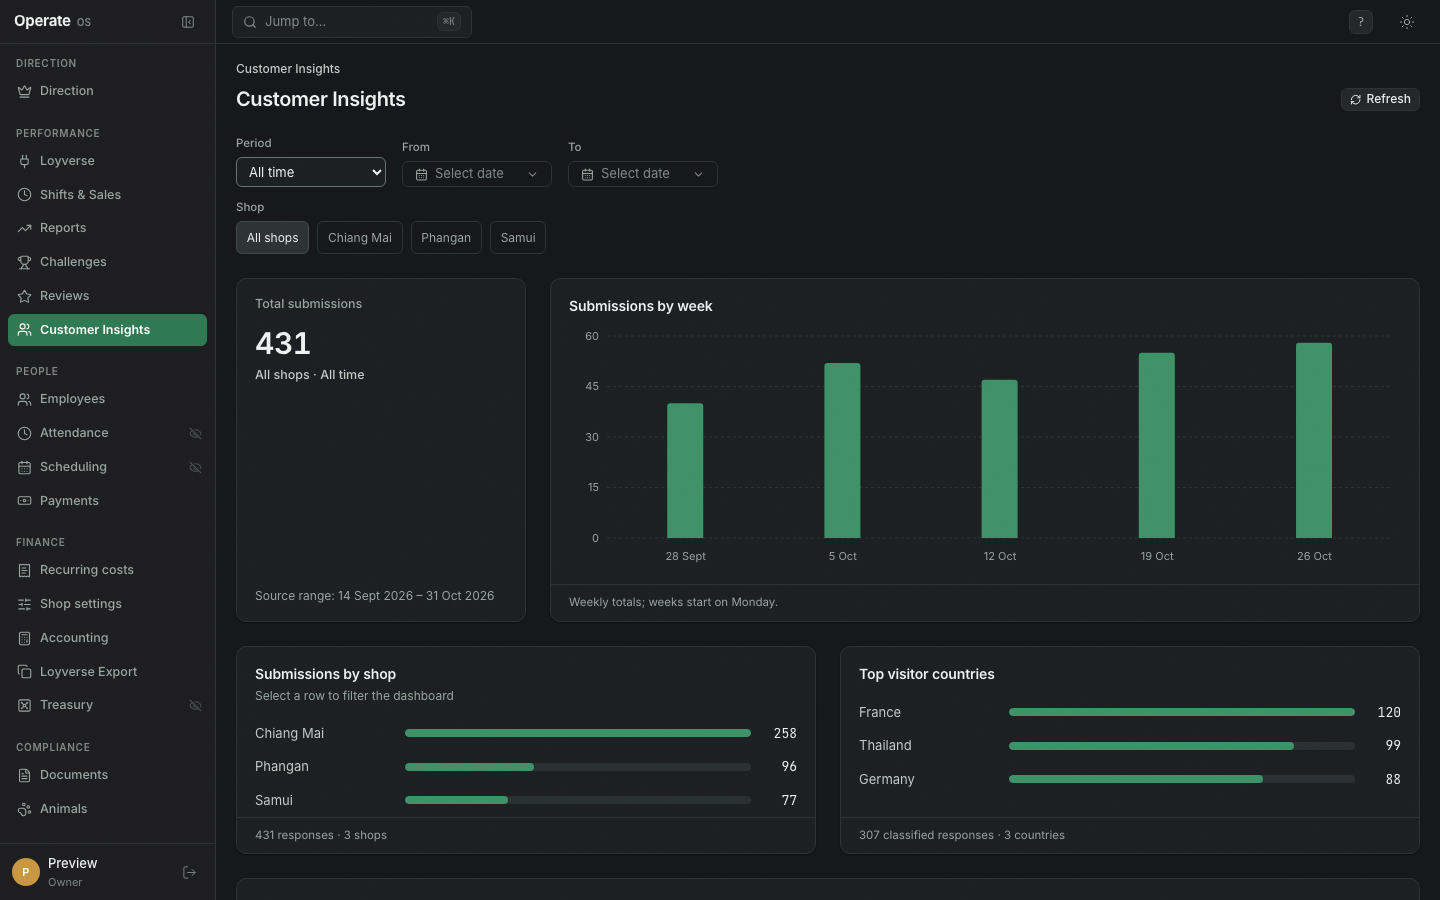 Operate OS
Jump to...
⌘K
?
DIRECTION
Direction
PERFORMANCE
Loyverse
Shifts & Sales
Reports
Challenges
Reviews
Customer Insights
PEOPLE
Employees
Attendance
Scheduling
Payments
FINANCE
Recurring costs
Shop settings
Accounting
Loyverse Export
Treasury
COMPLIANCE
Documents
Animals
P
Preview
Owner
Customer Insights
Customer Insights
Refresh
Period
From
To
All time
Select date
Select date
Shop
All shops
Chiang Mai
Phangan
Samui
Total submissions
431
All shops · All time
Source range: 14 Sept 2026 – 31 Oct 2026
Submissions by week
60
45
30
15
0
28 Sept
5 Oct
12 Oct
19 Oct
26 Oct
Weekly totals; weeks start on Monday.
Submissions by shop
Select a row to filter the dashboard
Chiang Mai 258
Phangan 96
Samui 77
431 responses · 3 shops
Top visitor countries
France 120
Thailand 99
Germany 88
307 classified responses · 3 countries